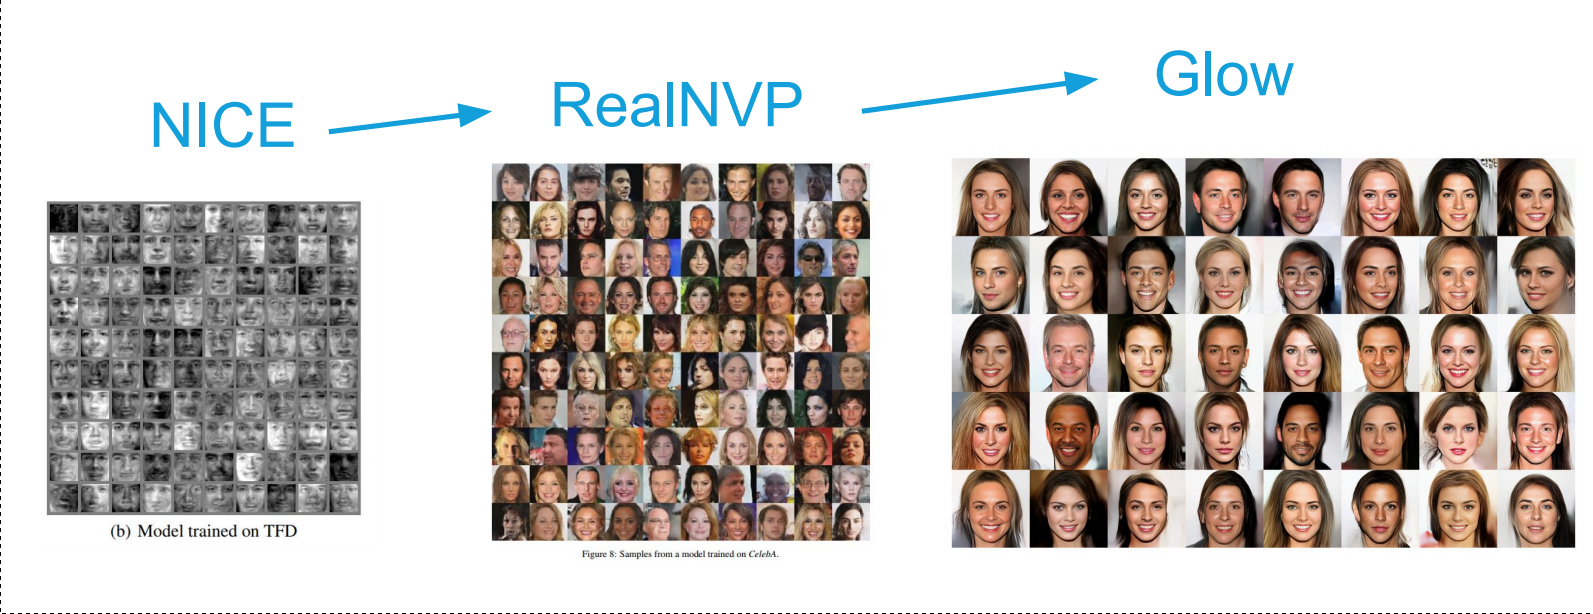 NICE
RealNVP
Glow
(b) Model trained on TFD
Figure 8: Samples from a model trained on CelebA.